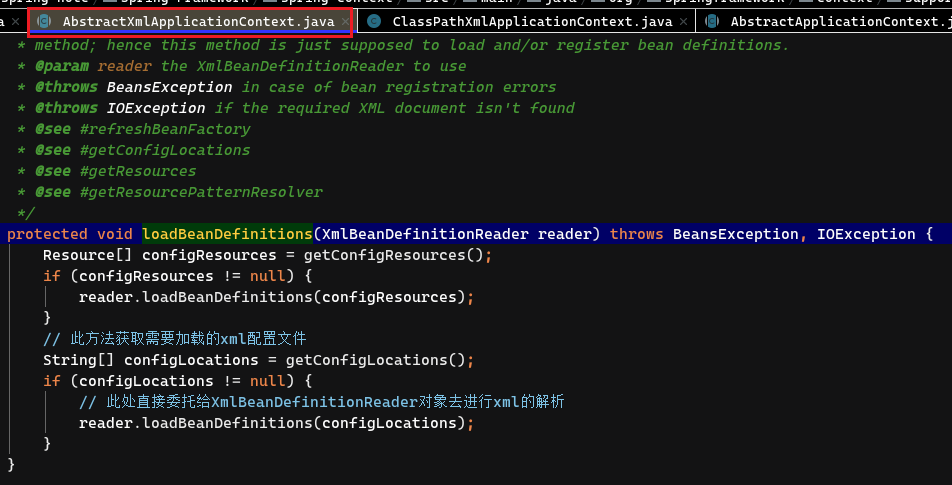 AbstractXmlApplicationContext.java × ClassPathXmlApplicationContext.java × AbstractApplicationContext.j
* method; hence this method is just supposed to load and/or register bean definitions.
* @param reader the XmlBeanDefinitionReader to use
* @throws BeansException in case of bean registration errors
* @throws IOException if the required XML document isn't found
* @see #refreshBeanFactory
* @see #getConfigLocations
* @see #getResources
* @see #getResourcePatternResolver
*/
protected void loadBeanDefinitions(XmlBeanDefinitionReader reader) throws BeansException, IOException {
Resource[] configResources = getConfigResources();
if (configResources != null) {
reader.loadBeanDefinitions(configResources);
}
// 此方法获取需要加载的xml配置文件
String[] configLocations = getConfigLocations();
if (configLocations != null) {
// 此处直接委托给XmlBeanDefinitionReader对象去进行xml的解析
reader.loadBeanDefinitions(configLocations);
}
}